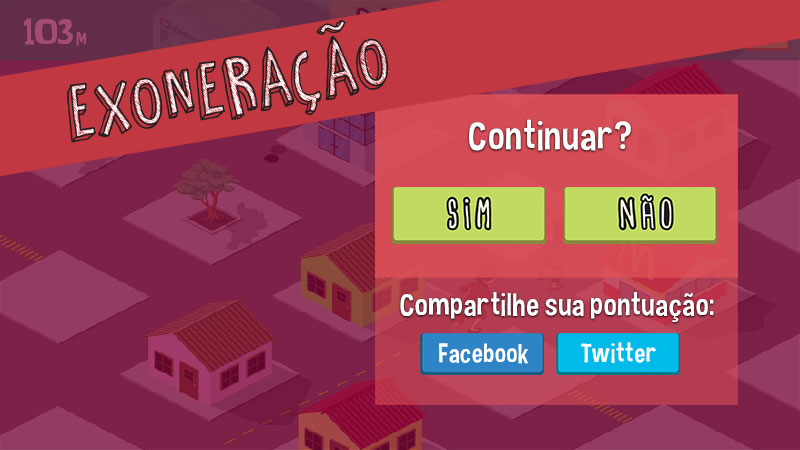 103M
EXONERAÇÃO
Continuar?
SIM
NÃO
Compartilhe sua pontuação:
Facebook
Twitter